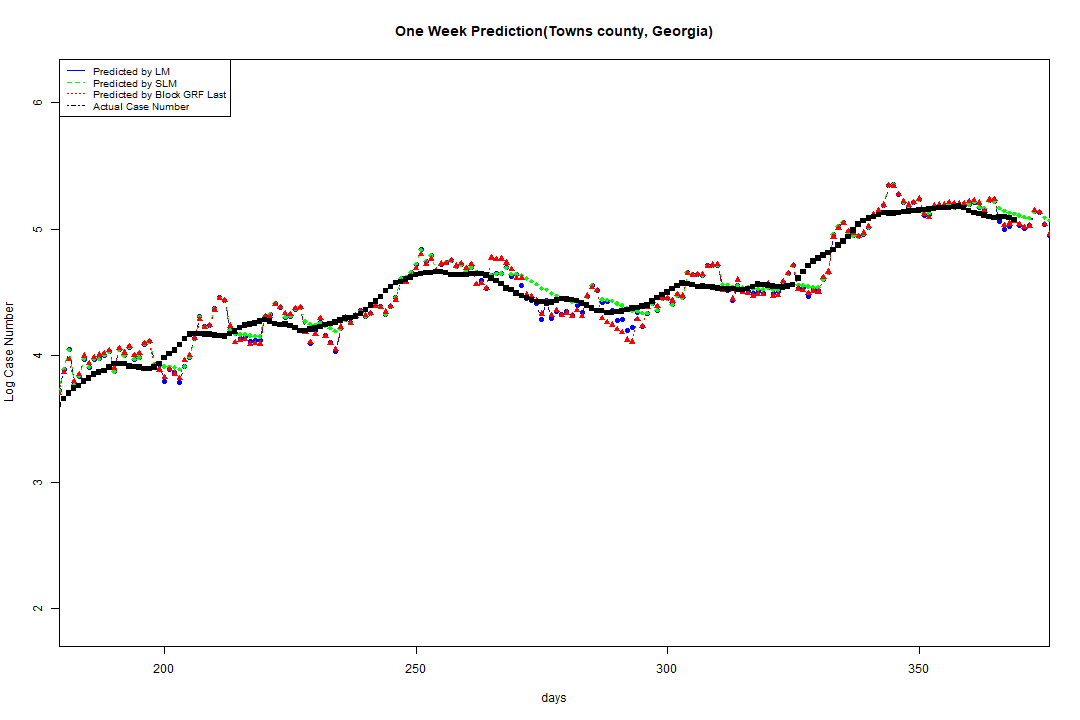 One Week Prediction(Towns county, Georgia)
Predicted by LM
Predicted by SLM
Predicted by Block GRF Last
Actual Case Number
6
5
4
3
2
Log Case Number
200
250
300
350
days